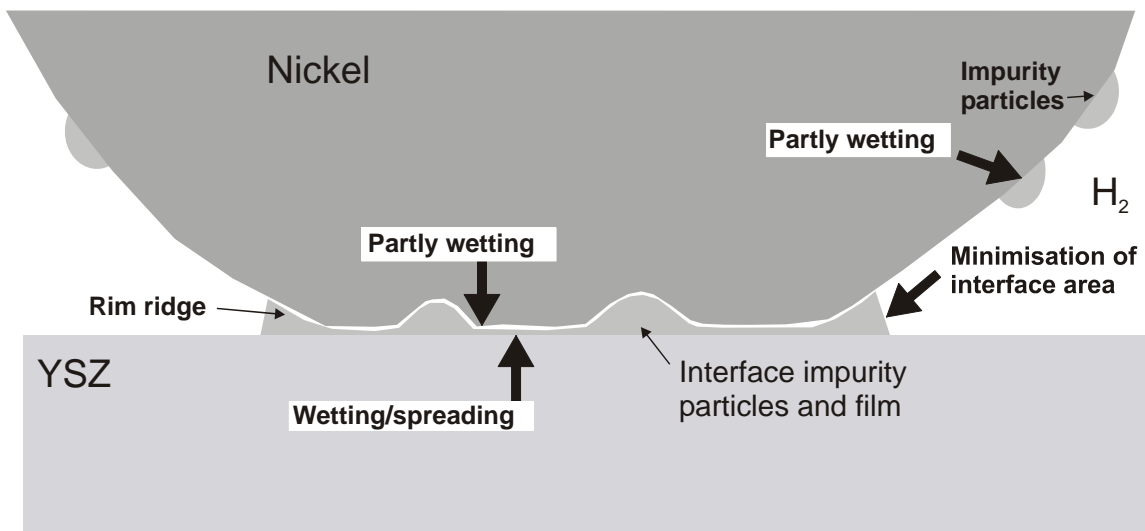 Nickel
Impurity
particles
Partly wetting
H₂
Partly wetting
Minimisation of
interface area
Rim ridge
YSZ
Interface impurity
particles and film
Wetting/spreading